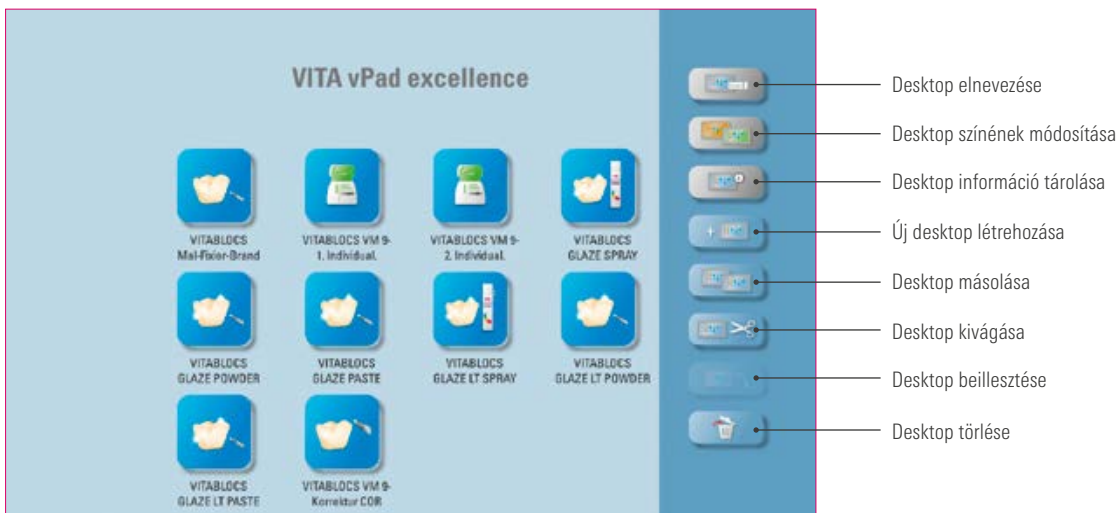 VITA vPad excellence
VITABLOCS
Mal-Fixier-Brand
VITABLOCS VM 9-
1. Individual.
VITABLOCS VM 9-
2. Individual.
VITABLOCS
GLAZE SPRAY
VITABLOCS
GLAZE POWDER
VITABLOCS
GLAZE PASTE
VITABLOCS
GLAZE LT SPRAY
VITABLOCS
GLAZE LT POWDER
VITABLOCS
GLAZE LT PASTE
VITABLOCS VM 9-
Korrektur COR
Desktop elnevezése
Desktop színének módosítása
Desktop információ tárolása
Új desktop létrehozása
Desktop másolása
Desktop kivágása
Desktop beillesztése
Desktop törlése